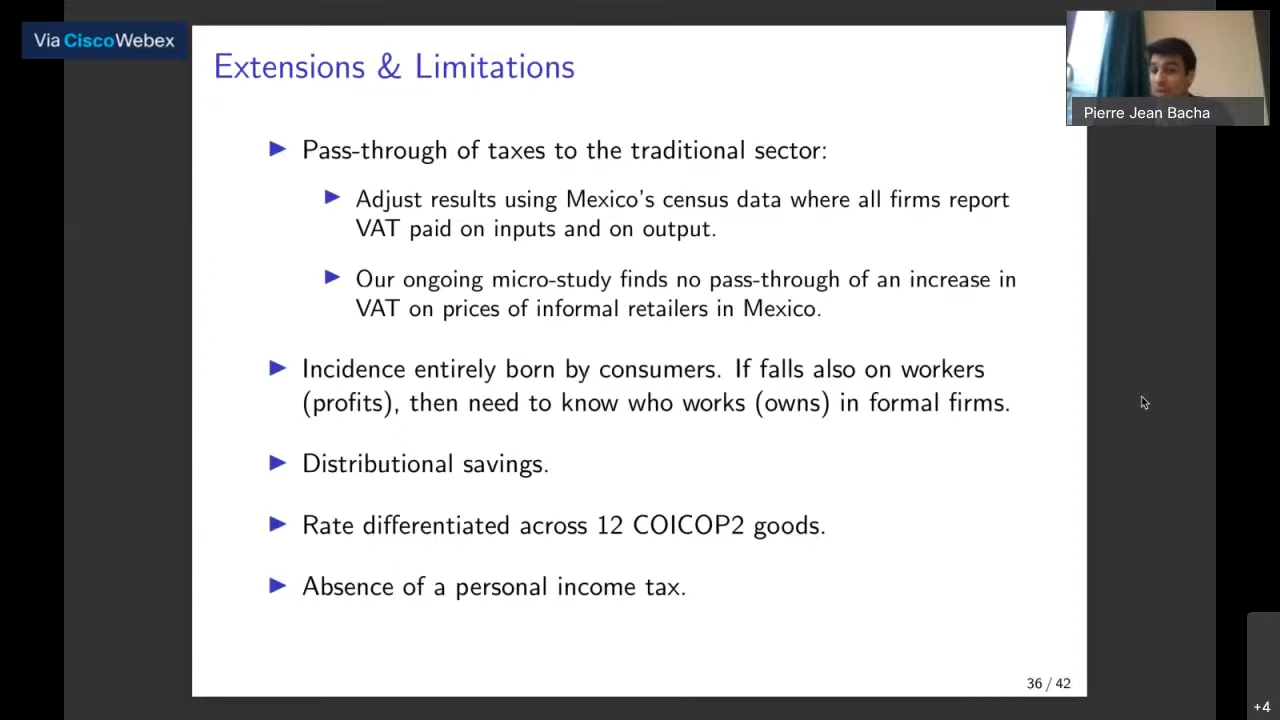 Via CiscoWebex
Extensions & Limitations
Pierre Jean Bacha
Pass-through of taxes to the traditional sector:
Adjust results using Mexico's census data where all firms report
VAT paid on inputs and on output.
Our ongoing micro-study finds no pass-through of an increase in
VAT on prices of informal retailers in Mexico.
Incidence entirely born by consumers. If falls also on workers
(profits), then need to know who works (owns) in formal firms.
Distributional savings.
Rate differentiated across 12 COICOP2 goods.
Absence of a personal income tax.
36 / 42
+4